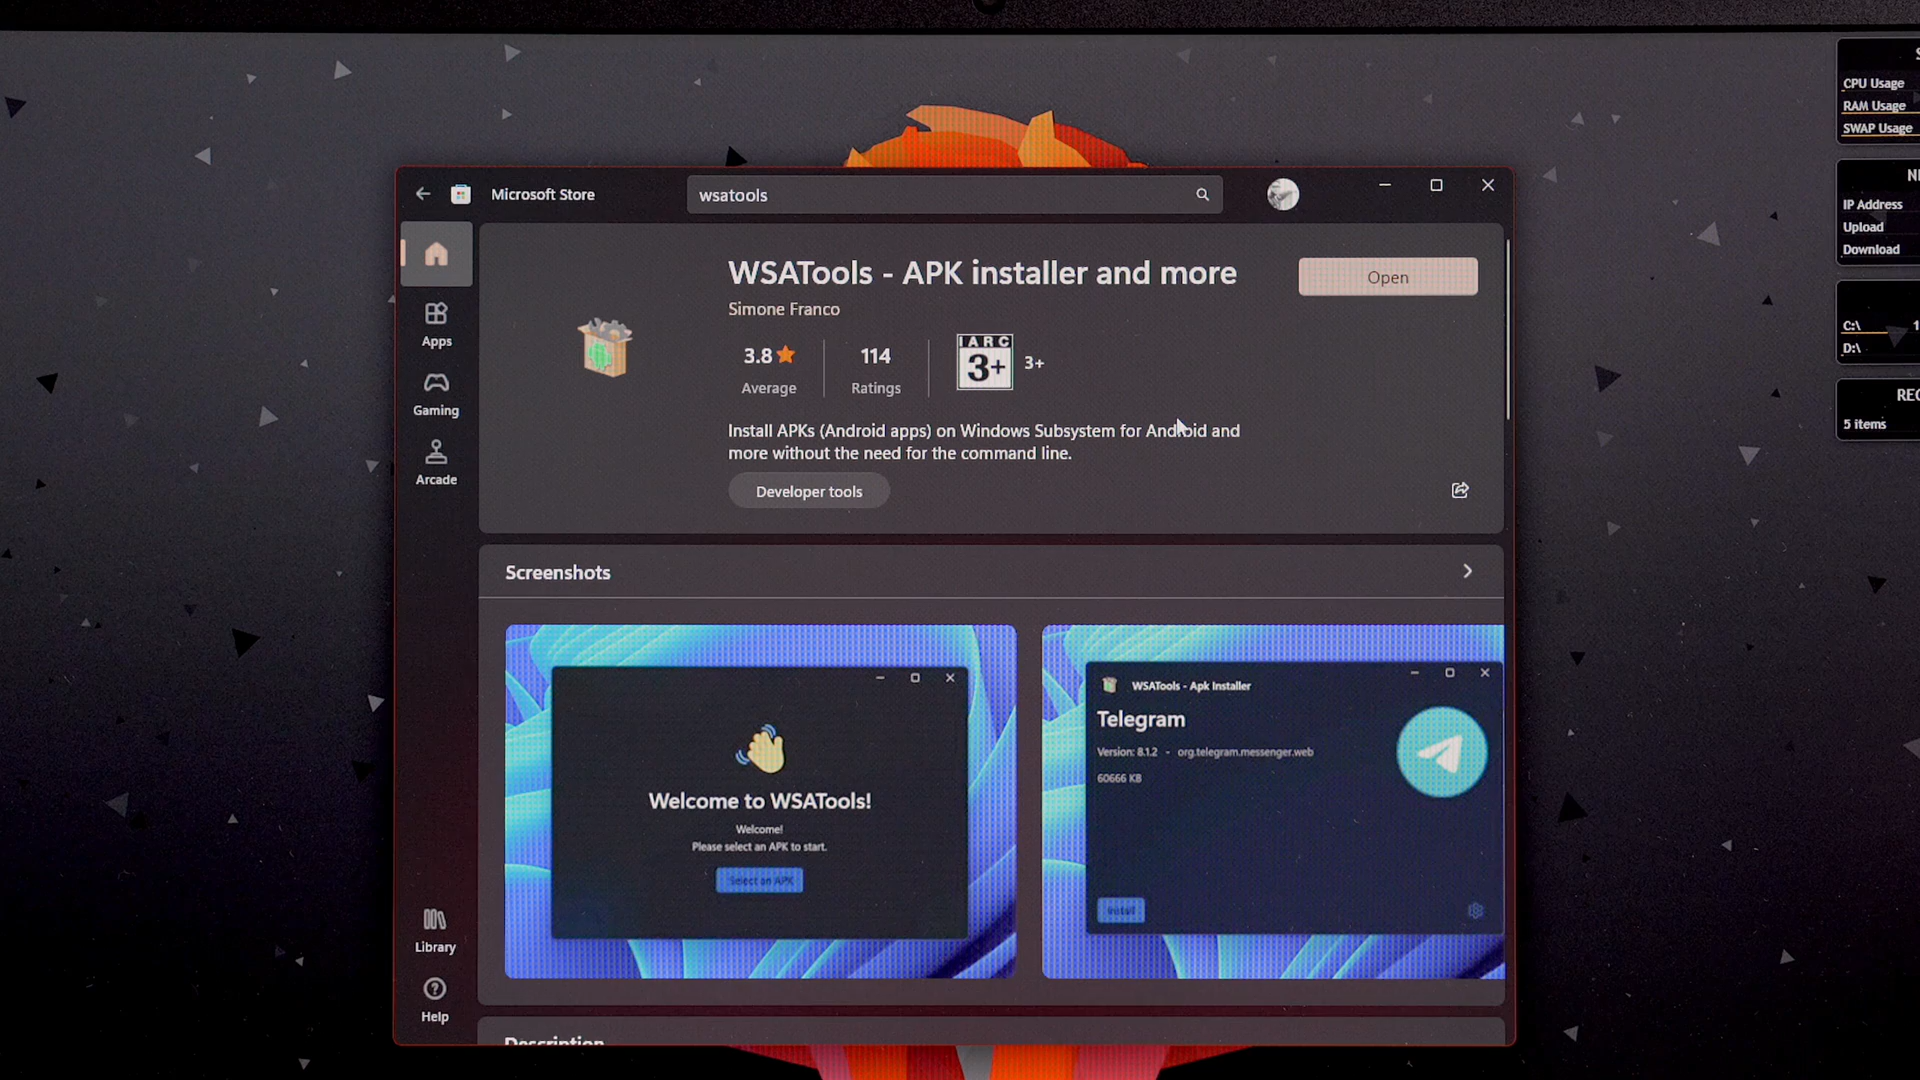 Microsoft Store
wsatools
CPU Usage
RAM Usage
SWAP Usage
IP Address
Upload
Download
C:\
D:\
5 items
Apps
Gaming
Arcade
Library
Help
WSATools - APK installer and more
Open
Simone Franco
3.8
114
IARC
3+
3+
Average
Ratings
Install APKs (Android apps) on Windows Subsystem for Android and
more without the need for the command line.
Developer tools
Screenshots
Welcome to WSATools!
Welcome!
Please select an APK to start.
Select an APK
WSATools - Apk Installer
Telegram
Version: 8.1.2 - org.telegram.messenger.web
60666 KB
Install
Description